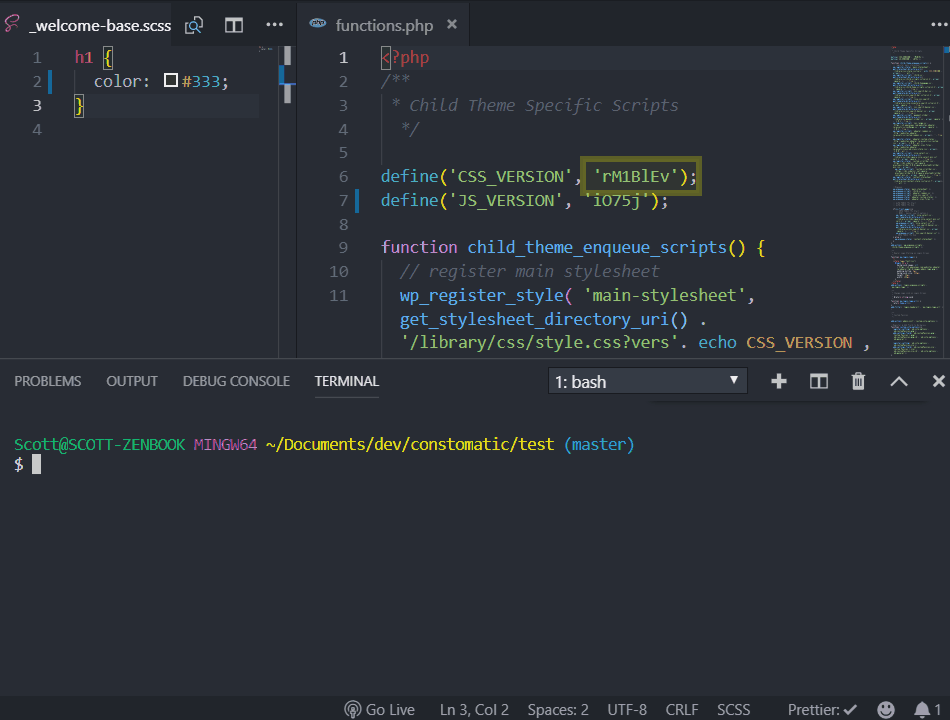 _welcome-base.scss
functions.php
1 h1 {
2 color: #333;
3 }
4
1 <?php
2 /**
3 * Child Theme Specific Scripts
4 */
5
6 define('CSS_VERSION', 'rM1BlEv');
7 define('JS_VERSION', 'iO75j');
8
9 function child_theme_enqueue_scripts() {
10 // register main stylesheet
11 wp_register_style( 'main-stylesheet',
get_stylesheet_directory_uri() .
'/library/css/style.css?vers'. echo CSS_VERSION ,
PROBLEMS OUTPUT DEBUG CONSOLE TERMINAL 1: bash
Scott@SCOTT-ZENBOOK MINGW64 ~/Documents/dev/constomatic/test (master)
$
Go Live Ln 3, Col 2 Spaces: 2 UTF-8 CRLF SCSS Prettier: 1